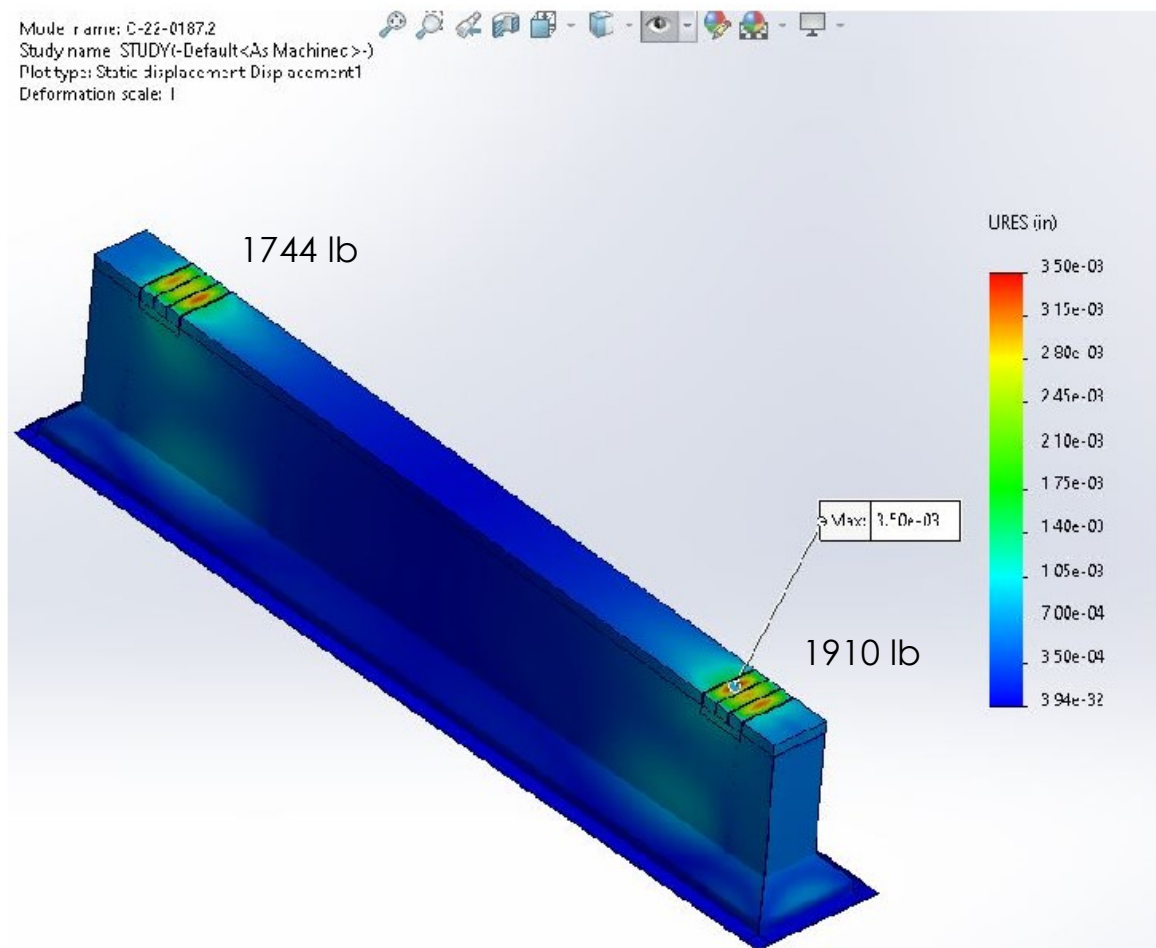 Model name: C-22-0187.2
Study name: STUDY(-Default<As Machined>-)
Plot type: Static displacement Displacement1
Deformation scale: 1
1744 lb
URES (in)
3.50e-03
3.15e-03
2.80e-03
2.45e-03
2.10e-03
1.75e-03
1.40e-03
1.05e-03
7.00e-04
3.50e-04
3.94e-32
Max: 3.50e-03
1910 lb